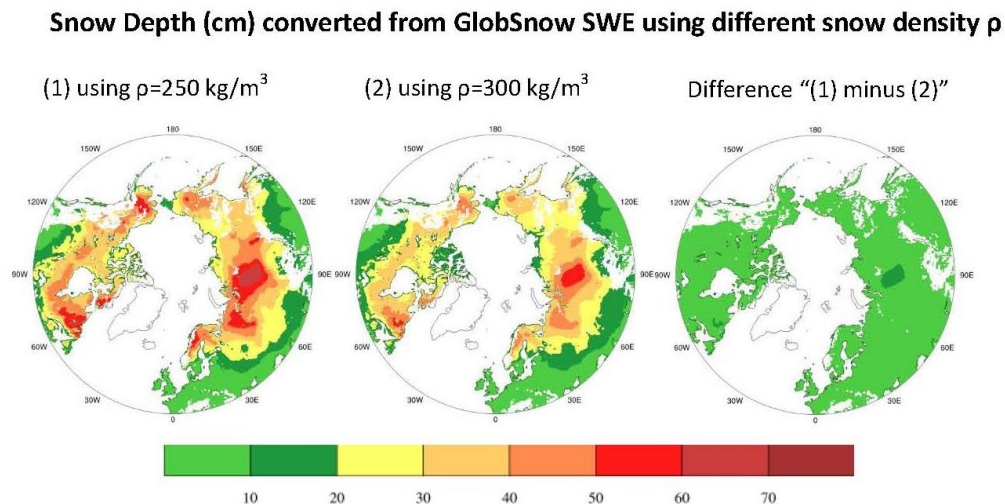 Snow Depth (cm) converted from GlobSnow SWE using different snow density ρ
(1) using ρ=250 kg/m³
(2) using ρ=300 kg/m³
Difference “(1) minus (2)”
180
150W
150E
120W
120E
90W
90E
60W
60E
30W
30E
0
180
150W
150E
120W
120E
90W
90E
60W
60E
30W
30E
0
180
150W
150E
120W
120E
90W
90E
60W
60E
30W
30E
0
10 20 30 40 50 60 70